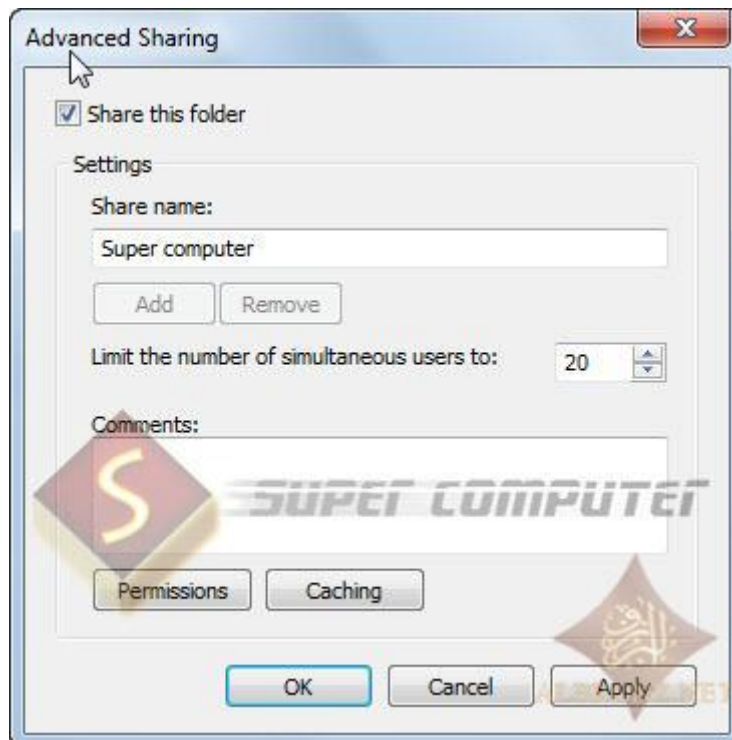 Advanced Sharing
Share this folder
Settings
Share name:
Super computer
Add Remove
Limit the number of simultaneous users to: 20
Comments:
S SUPER COMPUTER
Permissions Caching
OK Cancel Apply